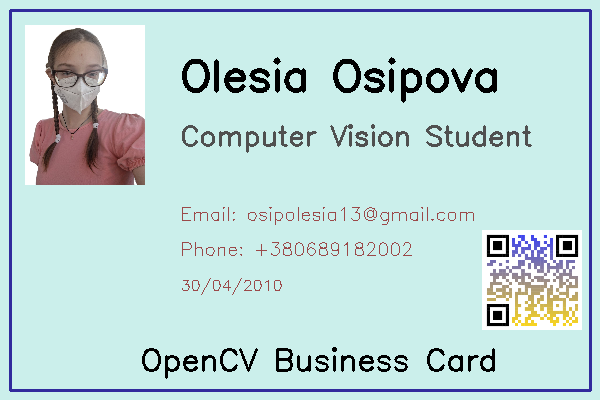 Olesia Osipova
Computer Vision Student
Email: osipolesia13@gmail.com
Phone: +380689182002
30/04/2010
OpenCV Business Card